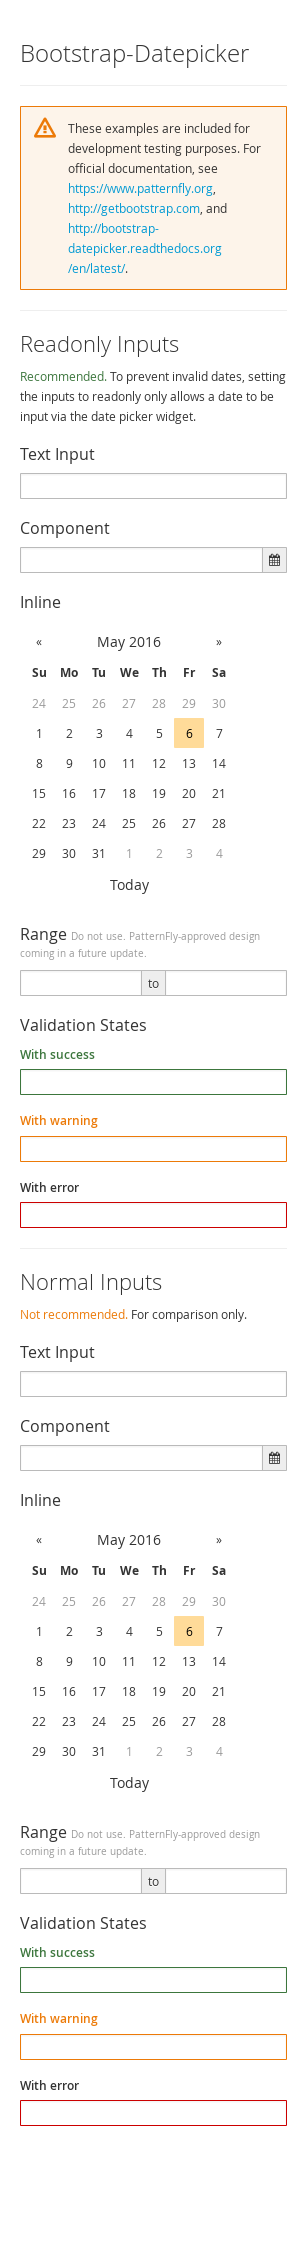 Bootstrap-Datepicker
These examples are included for
development testing purposes. For
official documentation, see
https://www.patternfly.org,
http://getbootstrap.com, and
http://bootstrap-
datepicker.readthedocs.org
/en/latest/.
Readonly Inputs
Recommended. To prevent invalid dates, setting
the inputs to readonly only allows a date to be
input via the date picker widget.
Text Input
Component
Inline
« May 2016 »
Su Mo Tu We Th Fr Sa
24 25 26 27 28 29 30
1 2 3 4 5 6 7
8 9 10 11 12 13 14
15 16 17 18 19 20 21
22 23 24 25 26 27 28
29 30 31 1 2 3 4
Today
Range Do not use. PatternFly-approved design
coming in a future update.
to
Validation States
With success
With warning
With error
Normal Inputs
Not recommended. For comparison only.
Text Input
Component
Inline
« May 2016 »
Su Mo Tu We Th Fr Sa
24 25 26 27 28 29 30
1 2 3 4 5 6 7
8 9 10 11 12 13 14
15 16 17 18 19 20 21
22 23 24 25 26 27 28
29 30 31 1 2 3 4
Today
Range Do not use. PatternFly-approved design
coming in a future update.
to
Validation States
With success
With warning
With error